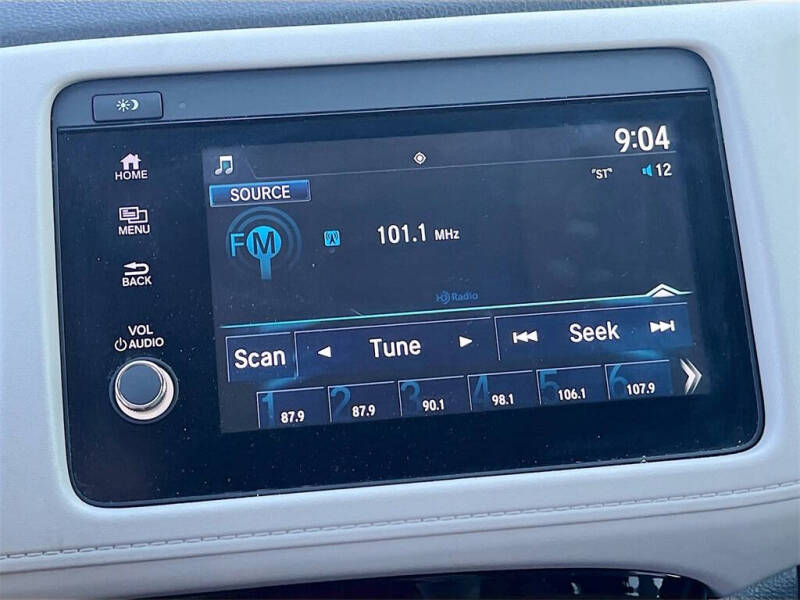 9:04
HOME
"ST"
12
SOURCE
MENU
FM
101.1 MHz
BACK
HD Radio
VOL
AUDIO
Scan
Tune
Seek
1 87.9
2 87.9
3 90.1
4 98.1
5 106.1
6 107.9